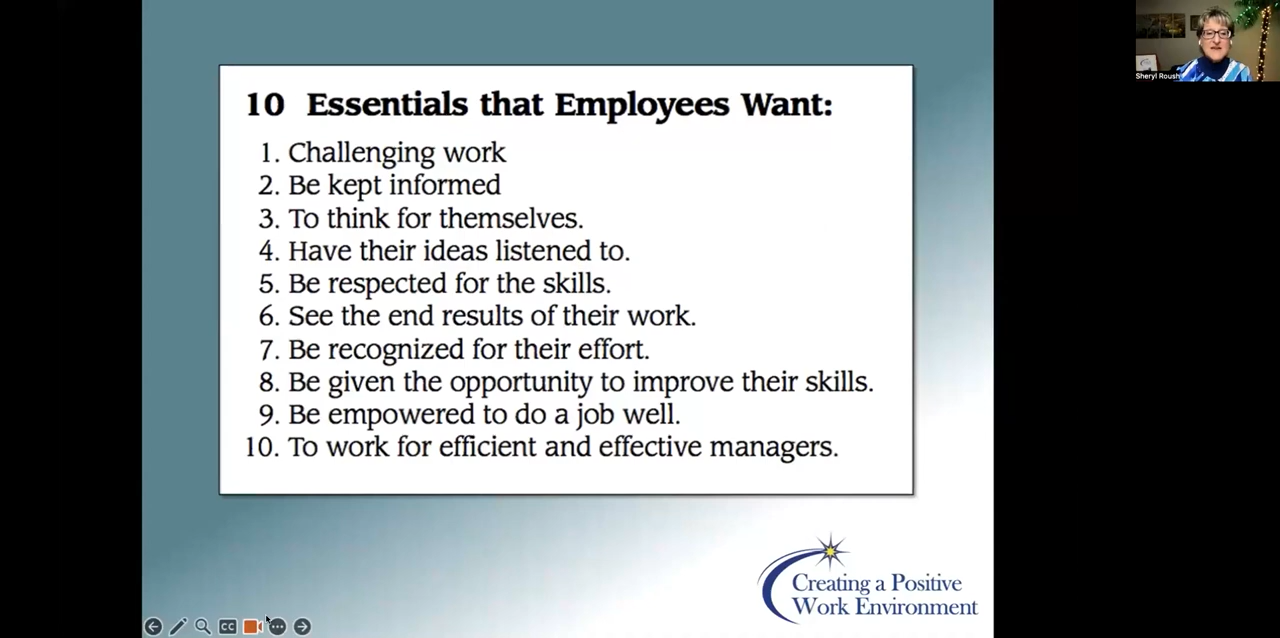 10 Essentials that Employees Want:
1. Challenging work
2. Be kept informed
3. To think for themselves.
4. Have their ideas listened to.
5. Be respected for the skills.
6. See the end results of their work.
7. Be recognized for their effort.
8. Be given the opportunity to improve their skills.
9. Be empowered to do a job well.
10. To work for efficient and effective managers.
Creating a Positive
Work Environment
CC
Sheryl Roush